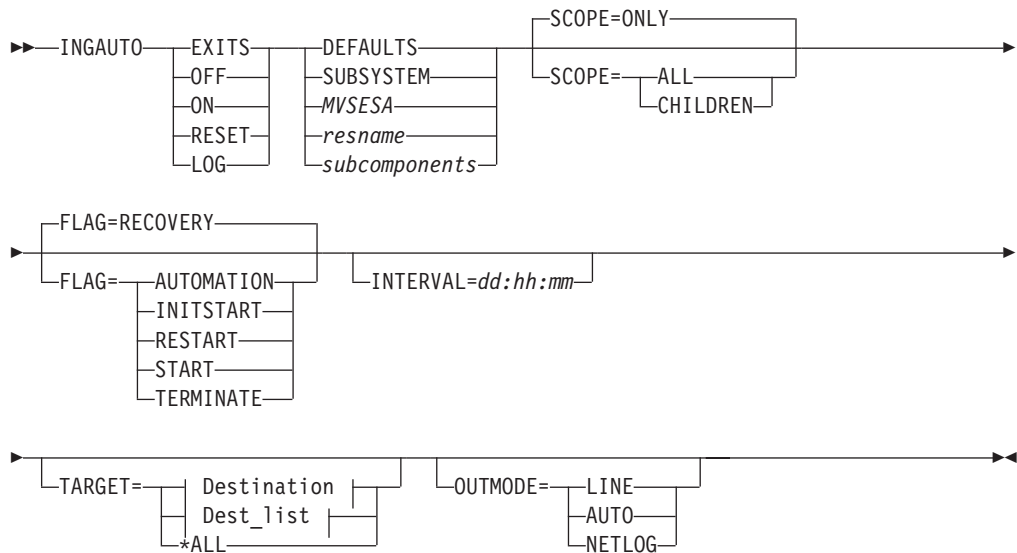 SCOPE=ONLY
INGAUTO EXITS DEFAULTS
OFF SUBSYSTEM SCOPE= ALL
ON MVSESA CHILDREN
RESET resname
LOG subcomponents
FLAG=RECOVERY
FLAG= AUTOMATION INTERVAL=dd:hh:mm
INITSTART
RESTART
START
TERMINATE
TARGET= Destination OUTMODE= LINE
Dest_list AUTO
*ALL NETLOG